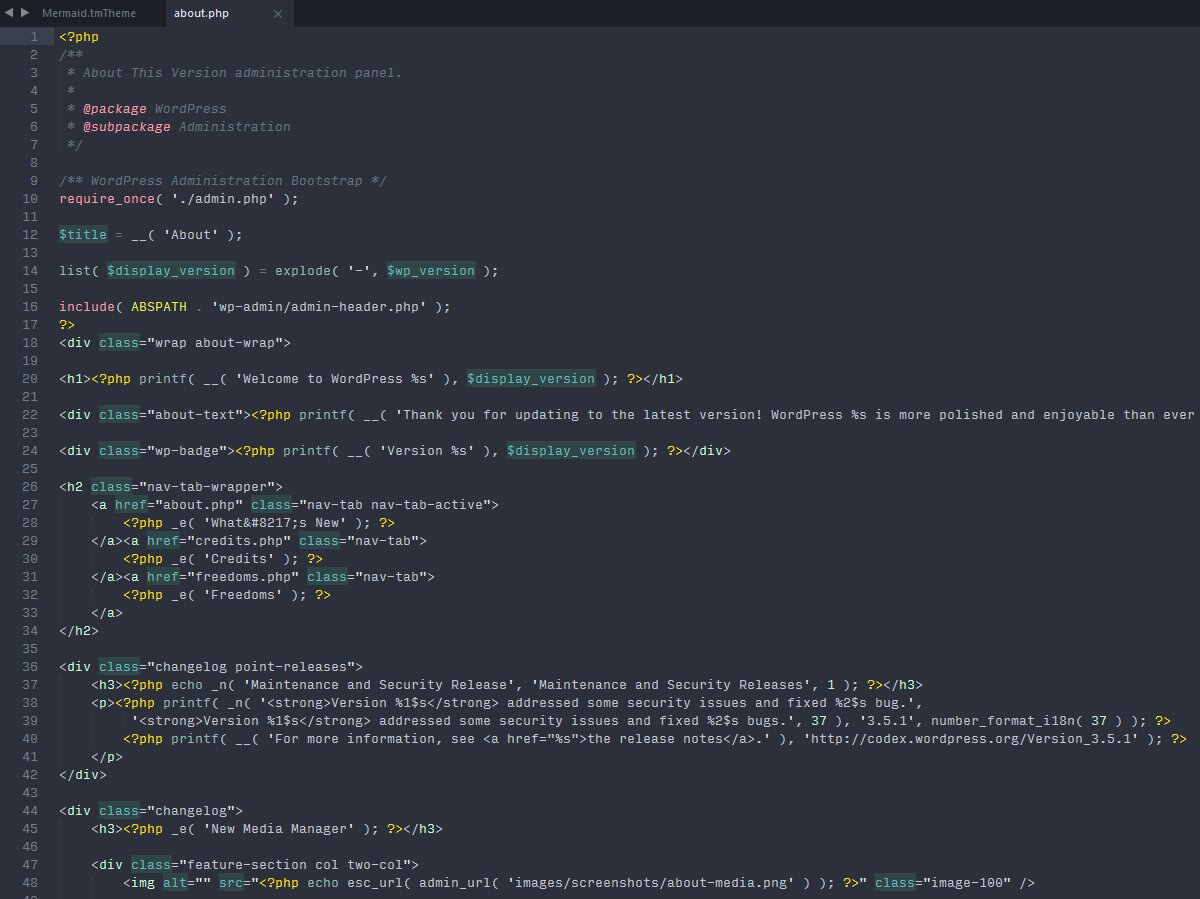 Mermaid.tmTheme about.php
1 <?php
2 /**
3  * About This Version administration panel.
4  *
5  * @package WordPress
6  * @subpackage Administration
7  */
8
9 /** WordPress Administration Bootstrap */
10 require_once( './admin.php' );
11
12 $title = __( 'About' );
13
14 list( $display_version ) = explode( '-', $wp_version );
15
16 include( ABSPATH . 'wp-admin/admin-header.php' );
17 ?>
18 <div class="wrap about-wrap">
19
20 <h1><?php printf( __( 'Welcome to WordPress %s' ), $display_version ); ?></h1>
21
22 <div class="about-text"><?php printf( __( 'Thank you for updating to the latest version! WordPress %s is more polished and enjoyable than ever
23
24 <div class="wp-badge"><?php printf( __( 'Version %s' ), $display_version ); ?></div>
25
26 <h2 class="nav-tab-wrapper">
27     <a href="about.php" class="nav-tab nav-tab-active">
28         <?php _e( 'What&#8217;s New' ); ?>
29     </a><a href="credits.php" class="nav-tab">
30         <?php _e( 'Credits' ); ?>
31     </a><a href="freedoms.php" class="nav-tab">
32         <?php _e( 'Freedoms' ); ?>
33     </a>
34 </h2>
35
36 <div class="changelog point-releases">
37     <h3><?php echo _n( 'Maintenance and Security Release', 'Maintenance and Security Releases', 1 ); ?></h3>
38     <p><?php printf( _n( '<strong>Version %1$s</strong> addressed some security issues and fixed %2$s bug.',
39          '<strong>Version %1$s</strong> addressed some security issues and fixed %2$s bugs.', 37 ), '3.5.1', number_format_i18n( 37 ) ); ?>
40         <?php printf( __( 'For more information, see <a href="%s">the release notes</a>.' ), 'http://codex.wordpress.org/Version_3.5.1' ); ?>
41     </p>
42 </div>
43
44 <div class="changelog">
45     <h3><?php _e( 'New Media Manager' ); ?></h3>
46
47     <div class="feature-section col two-col">
48         <img alt="" src="<?php echo esc_url( admin_url( 'images/screenshots/about-media.png' ) ); ?>" class="image-100" />